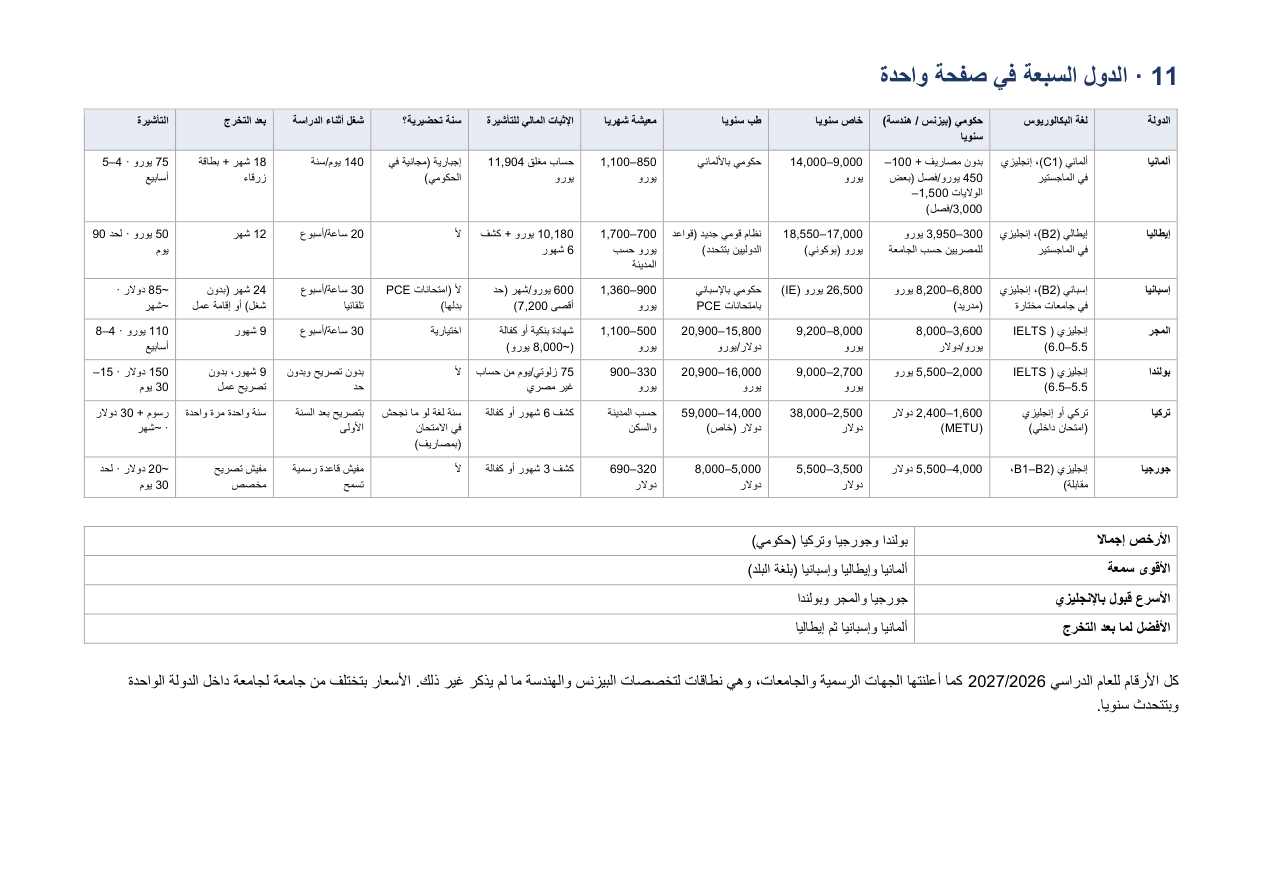 11 · الدول السبعة في صفحة واحدة
الدولة | لغة البكالوريوس | حكومي (بيزنس / هندسة) سنويا | خاص سنويا | طب سنويا | معيشة شهريا | الإثبات المالي للتأشيرة | سنة تحضيرية؟ | شغل أثناء الدراسة | بعد التخرج | التأشيرة
ألمانيا | ألماني (C1)، إنجليزي في الماجستير | بدون مصاريف + 100–450 يورو/فصل (بعض الولايات 1,500–3,000/فصل) | 9,000–14,000 يورو | حكومي بالألماني | 850–1,100 يورو | حساب مغلق 11,904 يورو | إجبارية (مجانية في الحكومي) | 140 يوم/سنة | 18 شهر + بطاقة زرقاء | 75 يورو · 4–5 أسابيع
إيطاليا | إيطالي (B2)، إنجليزي في الماجستير | 300–3,950 يورو للمصريين حسب الجامعة | 17,000–18,550 يورو (بوكوني) | نظام قومي جديد (قواعد الدوليين بتتحدد) | 700–1,700 يورو حسب المدينة | 10,180 يورو + كشف 6 شهور | لأ | 20 ساعة/أسبوع | 12 شهر | 50 يورو · لحد 90 يوم
إسبانيا | إسباني (B2)، إنجليزي في جامعات مختارة | 6,800–8,200 يورو (مدريد) | 26,500 يورو (IE) | حكومي بالإسباني بامتحانات PCE | 900–1,360 يورو | 600 يورو/شهر (حد أقصى 7,200) | لأ (امتحانات PCE بدلها) | 30 ساعة/أسبوع تلقائيا | 24 شهر (بدون شغل) أو إقامة عمل | ~85 دولار · ~شهر
المجر | إنجليزي (IELTS 5.5–6.0) | 3,600–8,000 يورو/دولار | 8,000–9,200 يورو | 15,800–20,900 دولار/يورو | 500–1,100 يورو | شهادة بنكية أو كفالة (~8,000 يورو) | اختيارية | 30 ساعة/أسبوع | 9 شهور | 110 يورو · 4–8 أسابيع
بولندا | إنجليزي (IELTS 5.5–6.5) | 2,000–5,500 يورو | 2,700–9,000 يورو | 16,000–20,900 يورو | 330–900 يورو | 75 زلوتي/يوم من حساب غير مصري | لأ | بدون تصريح وبدون حد | 9 شهور، بدون تصريح عمل | 150 دولار · 15–30 يوم
تركيا | تركي أو إنجليزي (امتحان داخلي) | 1,600–2,400 دولار (METU) | 2,500–38,000 دولار | 14,000–59,000 دولار (خاص) | حسب المدينة والسكن | كشف 6 شهور أو كفالة | سنة لغة لو ما نجحش في الامتحان (بمصاريف) | بتصريح بعد السنة الأولى | سنة واحدة مرة واحدة | رسوم + 30 دولار · ~شهر
جورجيا | إنجليزي (B1–B2، مقابلة) | 4,000–5,500 دولار | 3,500–5,500 دولار | 5,000–8,000 دولار | 320–690 دولار | كشف 3 شهور أو كفالة | لأ | مفيش قاعدة رسمية تسمح | مفيش تصريح مخصص | ~20 دولار · لحد 30 يوم
الأرخص إجمالا | بولندا وجورجيا وتركيا (حكومي)
الأقوى سمعة | ألمانيا وإيطاليا وإسبانيا (بلغة البلد)
الأسرع قبول بالإنجليزي | جورجيا والمجر وبولندا
الأفضل لما بعد التخرج | ألمانيا وإسبانيا ثم إيطاليا
كل الأرقام للعام الدراسي 2027/2026 كما أعلنتها الجهات الرسمية والجامعات، وهي نطاقات لتخصصات البيزنس والهندسة ما لم يذكر غير ذلك. الأسعار بتختلف من جامعة لجامعة داخل الدولة الواحدة
وبتتحدث سنويا.